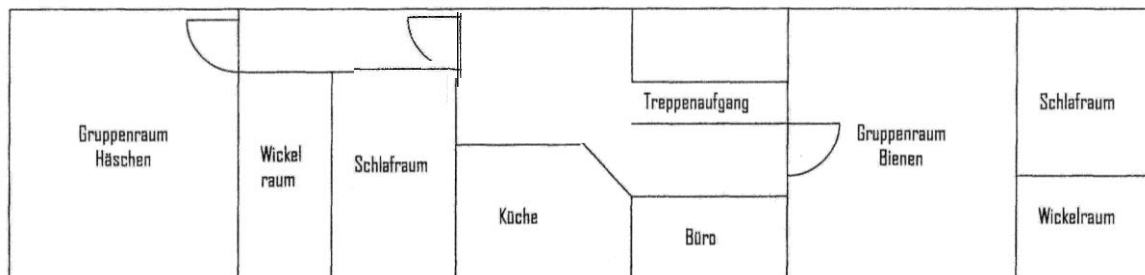 Gruppenraum
Häschen
Wickel
raum
Schlafraum
Küche
Treppenaufgang
Büro
Gruppenraum
Bienen
Schlafraum
Wickelraum